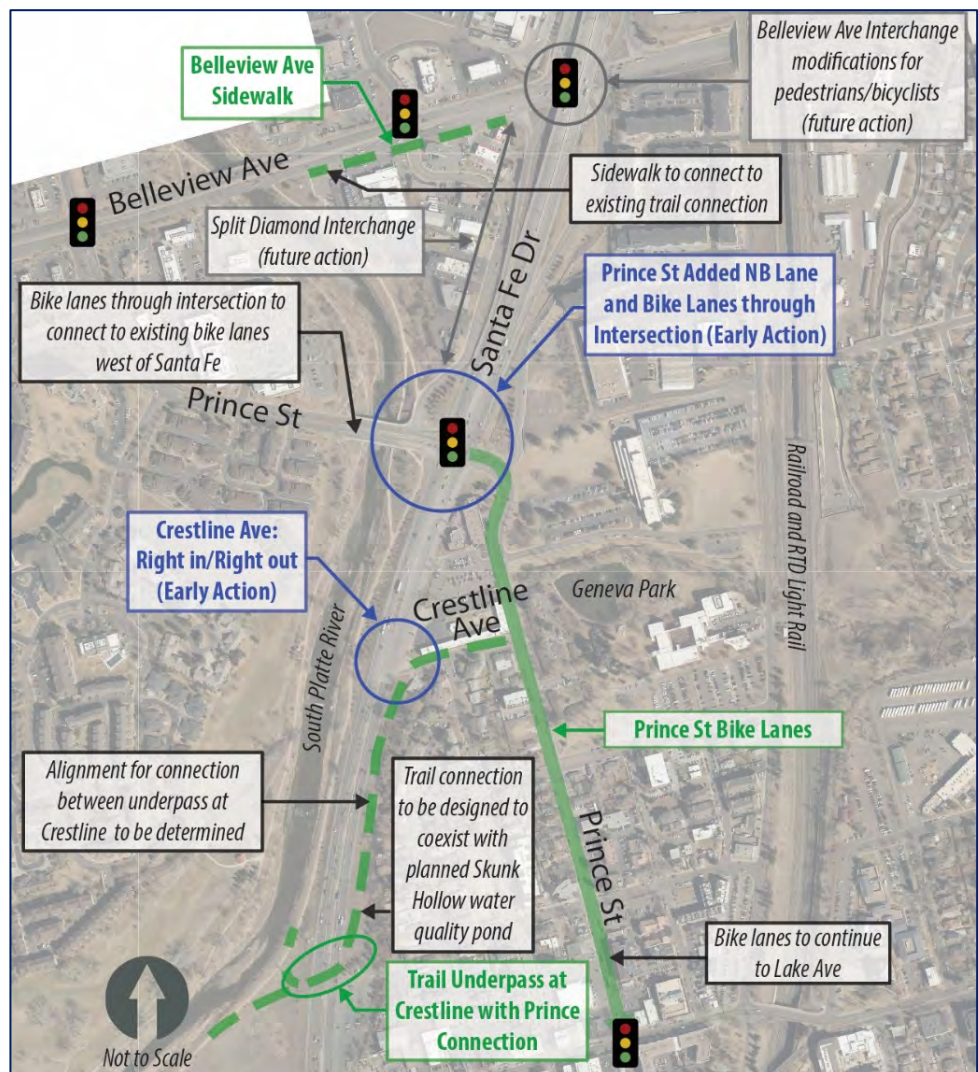 Belleview Ave
Sidewalk
Belleview Ave Interchange
modifications for
pedestrians/bicyclists
(future action)
Belleview Ave
Sidewalk to connect to
existing trail connection
Split Diamond Interchange
(future action)
Santa Fe Dr
Prince St Added NB Lane
and Bike Lanes through
Intersection (Early Action)
Bike lanes through intersection to
connect to existing bike lanes
west of Santa Fe
Prince St
Railroad and RTD Light Rail
Crestline Ave:
Right in/Right out
(Early Action)
Crestline
Ave
Geneva Park
South Platte River
Prince St Bike Lanes
Alignment for connection
between underpass at
Crestline to be determined
Trail connection
to be designed to
coexist with
planned Skunk
Hollow water
quality pond
Prince St
Bike lanes to continue
to Lake Ave
Trail Underpass at
Crestline with Prince
Connection
Not to Scale